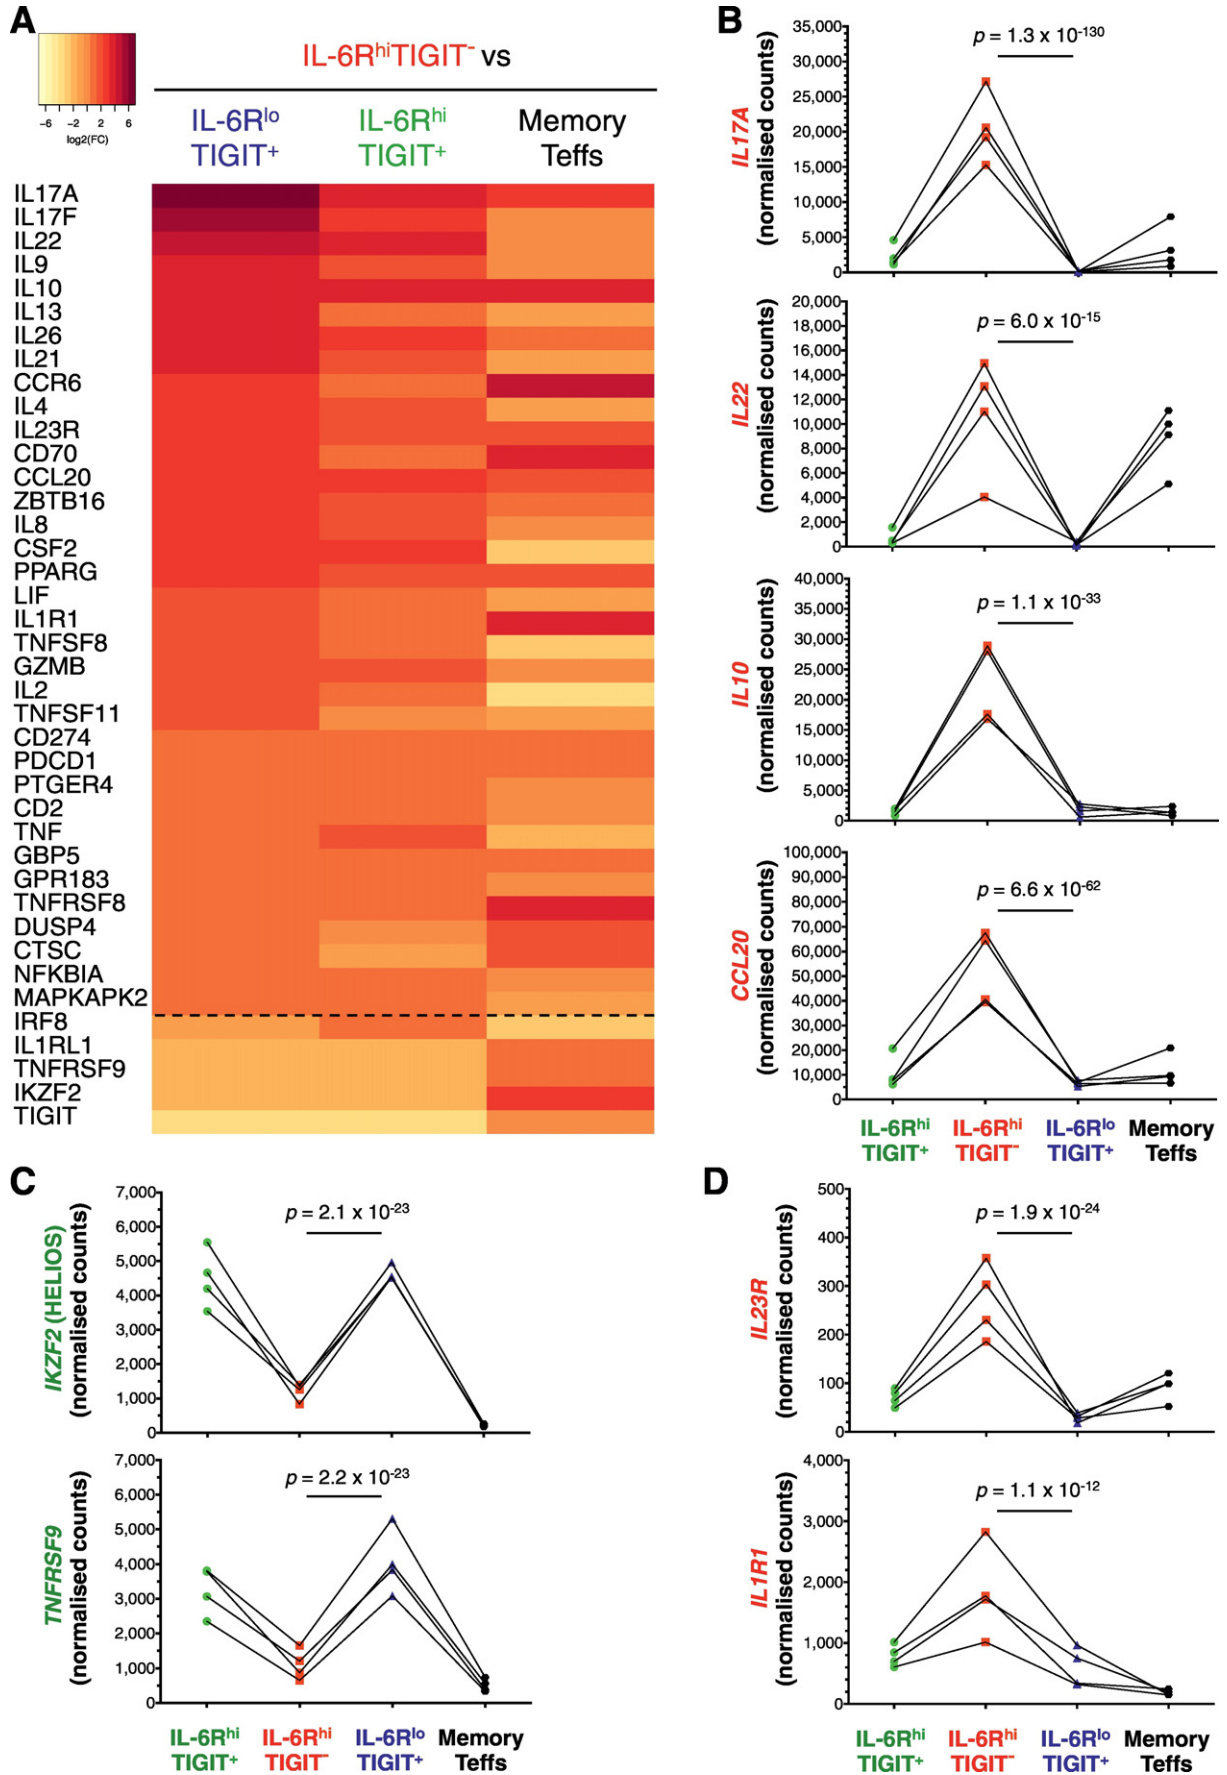 A
-6 -2 2 6
log2(FC)
IL-6RhiTIGIT- vs
IL-6Rlo TIGIT+
IL-6Rhi TIGIT+
Memory Teffs
IL17A
IL17F
IL22
IL9
IL10
IL13
IL26
IL21
CCR6
IL4
IL23R
CD70
CCL20
ZBTB16
IL8
CSF2
PPARG
LIF
IL1R1
TNFSF8
GZMB
IL2
TNFSF11
CD274
PDCD1
PTGER4
CD2
TNF
GBP5
GPR183
TNFRSF8
DUSP4
CTSC
NFKBIA
MAPKAPK2
IRF8
IL1RL1
TNFRSF9
IKZF2
TIGIT
B
IL17A
(normalised counts)
35,000
30,000
25,000
20,000
15,000
10,000
5,000
0
p = 1.3 x 10-130
IL22
(normalised counts)
20,000
18,000
16,000
14,000
12,000
10,000
8,000
6,000
4,000
2,000
0
p = 6.0 x 10-15
IL10
(normalised counts)
40,000
35,000
30,000
25,000
20,000
15,000
10,000
5,000
0
p = 1.1 x 10-33
CCL20
(normalised counts)
100,000
90,000
80,000
70,000
60,000
50,000
40,000
30,000
20,000
10,000
0
p = 6.6 x 10-62
IL-6Rhi IL-6Rhi IL-6Rlo Memory
TIGIT+ TIGIT- TIGIT+ Teffs
C
IKZF2 (HELIOS)
(normalised counts)
7,000
6,000
5,000
4,000
3,000
2,000
1,000
0
p = 2.1 x 10-23
TNFRSF9
(normalised counts)
7,000
6,000
5,000
4,000
3,000
2,000
1,000
0
p = 2.2 x 10-23
IL-6Rhi IL-6Rhi IL-6Rlo Memory
TIGIT+ TIGIT- TIGIT+ Teffs
D
IL23R
(normalised counts)
500
400
300
200
100
0
p = 1.9 x 10-24
IL1R1
(normalised counts)
4,000
3,000
2,000
1,000
0
p = 1.1 x 10-12
IL-6Rhi IL-6Rhi IL-6Rlo Memory
TIGIT+ TIGIT- TIGIT+ Teffs